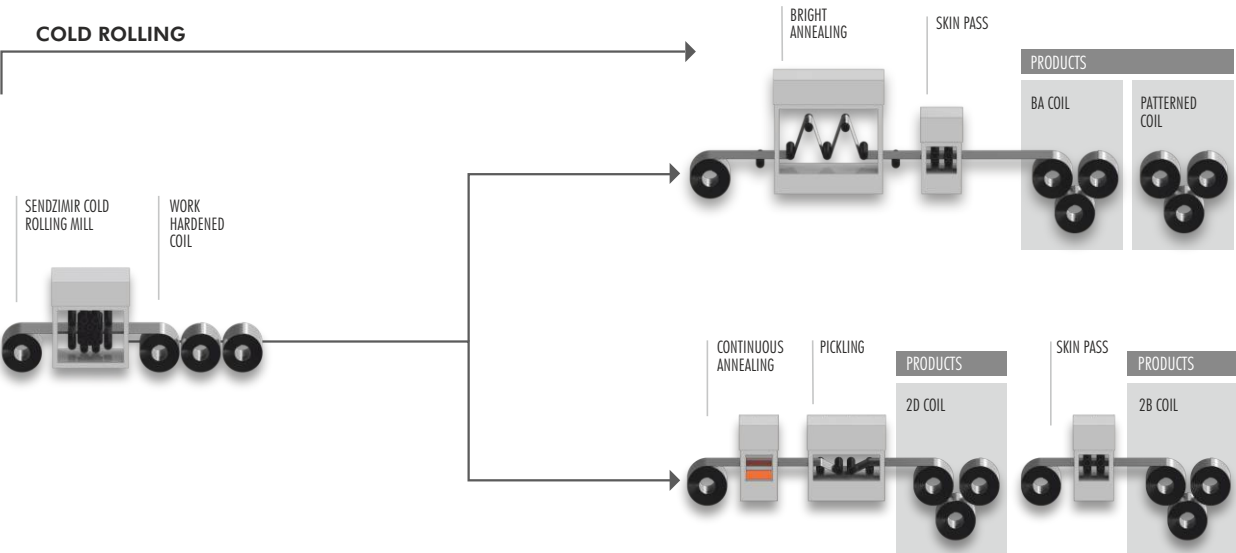 COLD ROLLING
BRIGHT
ANNEALING
SKIN PASS
PRODUCTS
BA COIL
PATTERNED
COIL
SENDZIMIR COLD
ROLLING MILL
WORK
HARDENED
COIL
CONTINUOUS
ANNEALING
PICKLING
PRODUCTS
2D COIL
SKIN PASS
PRODUCTS
2B COIL